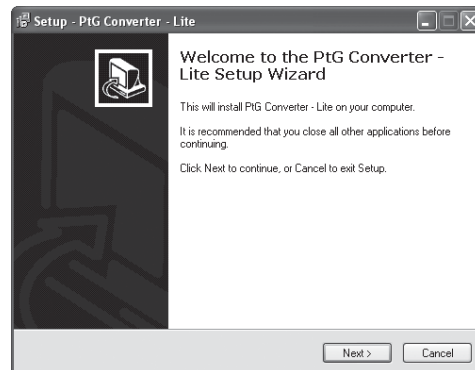 Setup - PtG Converter - Lite
Welcome to the PtG Converter -
Lite Setup Wizard
This will install PtG Converter - Lite on your computer.
It is recommended that you close all other applications before
continuing.
Click Next to continue, or Cancel to exit Setup.
Next >
Cancel